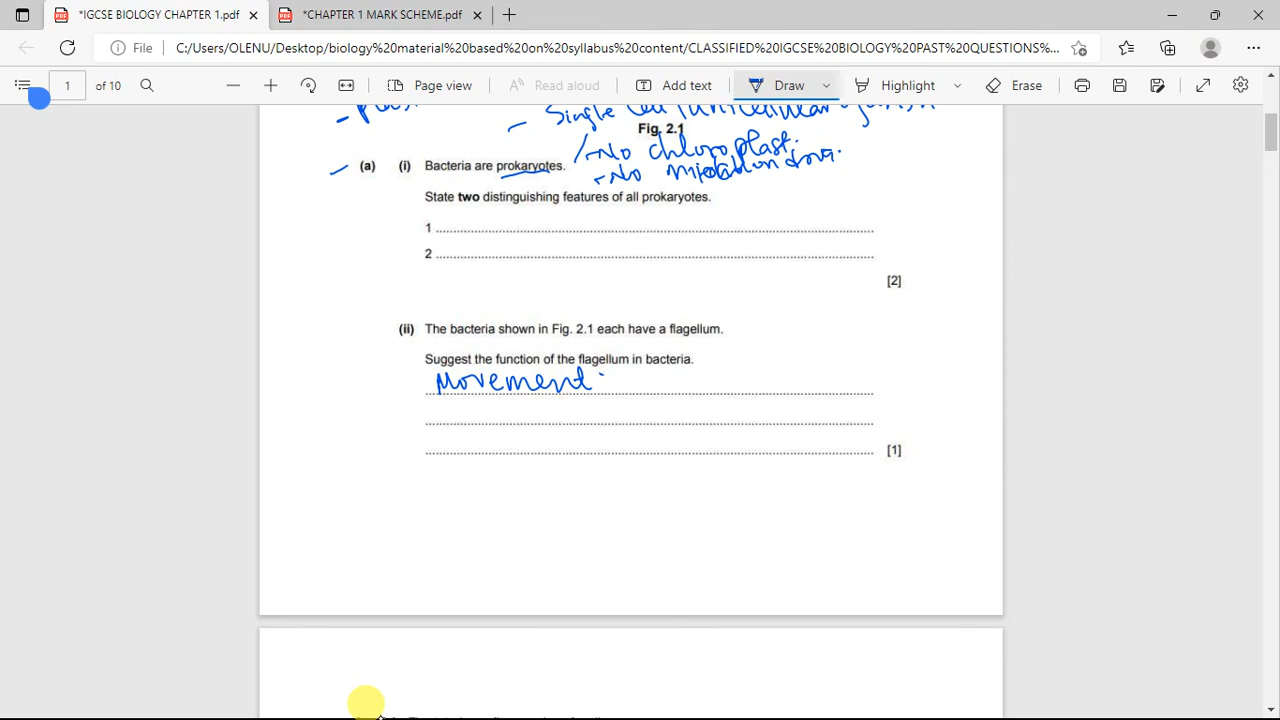 *IGCSE BIOLOGY CHAPTER 1.pdf
*CHAPTER 1 MARK SCHEME.pdf
File C:/Users/OLENU/Desktop/biology%20material%20based%20on%20syllabus%20content/CLASSIFIED%20IGCSE%20BIOLOGY%20PAST%20QUESTIONS%...
1 of 10 Page view Read aloud Add text Draw Highlight Erase
Single cell/unicellular
Fig. 2.1
-No chloroplast.
-No mitochondria.
(a) (i) Bacteria are prokaryotes.
State two distinguishing features of all prokaryotes.
1 ........................................................................
2 ........................................................................
[2]
(ii) The bacteria shown in Fig. 2.1 each have a flagellum.
Suggest the function of the flagellum in bacteria.
Movement
[1]